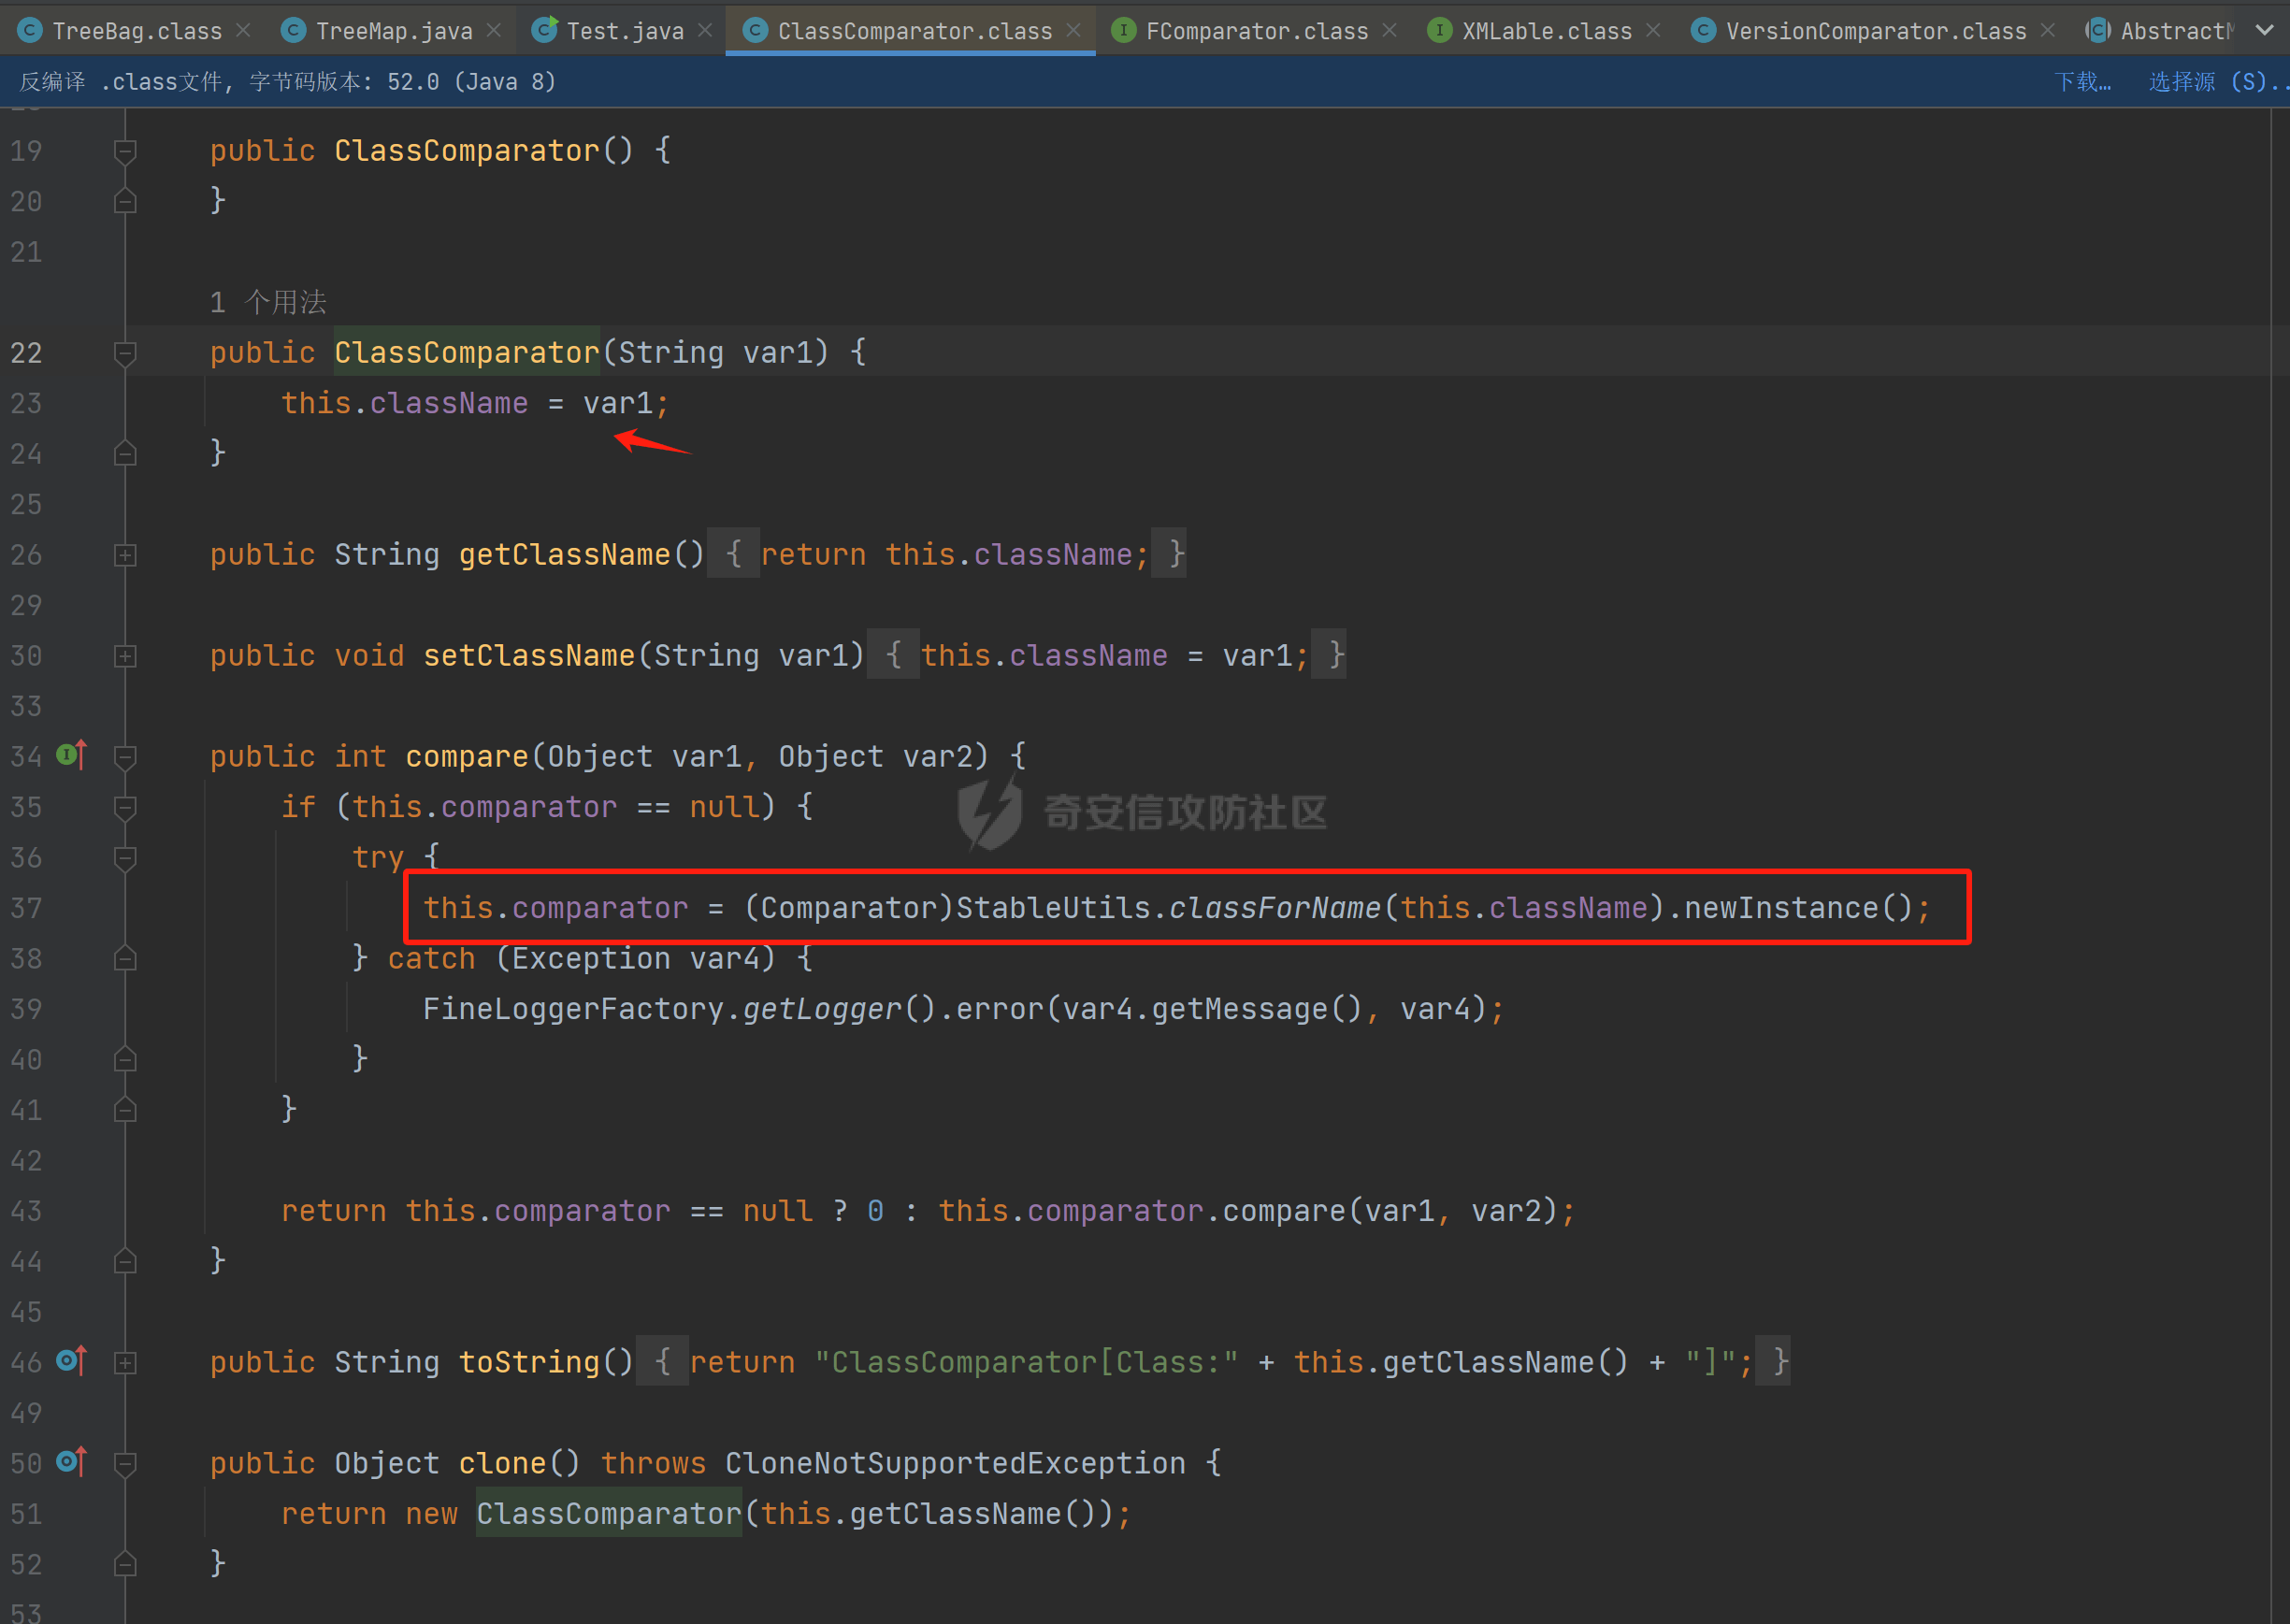 TreeBag.class TreeMap.java Test.java ClassComparator.class FComparator.class XMLable.class VersionComparator.class
反编译 .class文件, 字节码版本: 52.0 (Java 8) 下载… 选择源 (S)..
19 public ClassComparator() {
20 }
21
1 个用法
22 public ClassComparator(String var1) {
23 this.className = var1;
24 }
25
26 public String getClassName() { return this.className; }
29
30 public void setClassName(String var1) { this.className = var1; }
33
34 public int compare(Object var1, Object var2) {
35 if (this.comparator == null) {
奇安信攻防社区
36 try {
37 this.comparator = (Comparator)StableUtils.classForName(this.className).newInstance();
38 } catch (Exception var4) {
39 FineLoggerFactory.getLogger().error(var4.getMessage(), var4);
40 }
41 }
42
43 return this.comparator == null ? 0 : this.comparator.compare(var1, var2);
44 }
45
46 public String toString() { return "ClassComparator[Class:" + this.getClassName() + "]"; }
49
50 public Object clone() throws CloneNotSupportedException {
51 return new ClassComparator(this.getClassName());
52 }
53